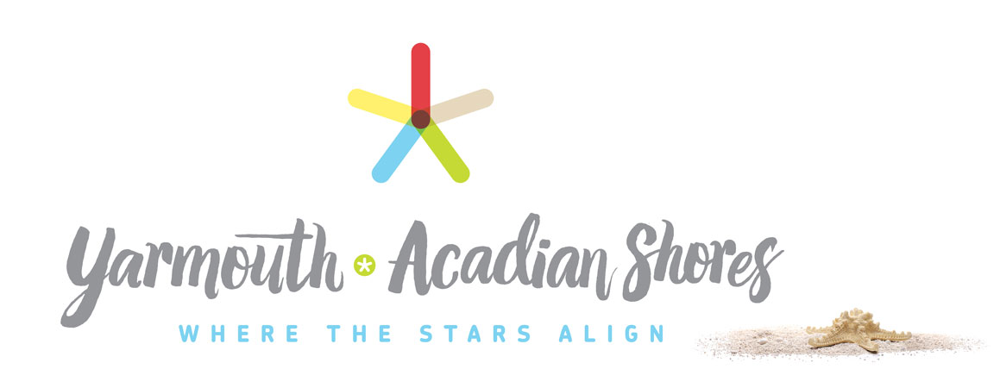 Yarmouth * Acadian Shores
WHERE THE STARS ALIGN